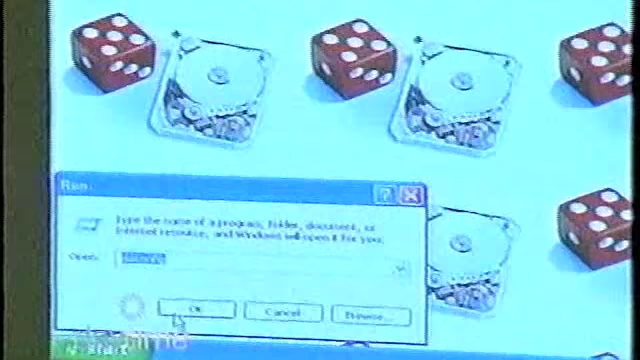 Run
Type the name of a program, folder, document, or
Internet resource, and Windows will open it for you.
Open:
OK
Cancel
Browse...
start